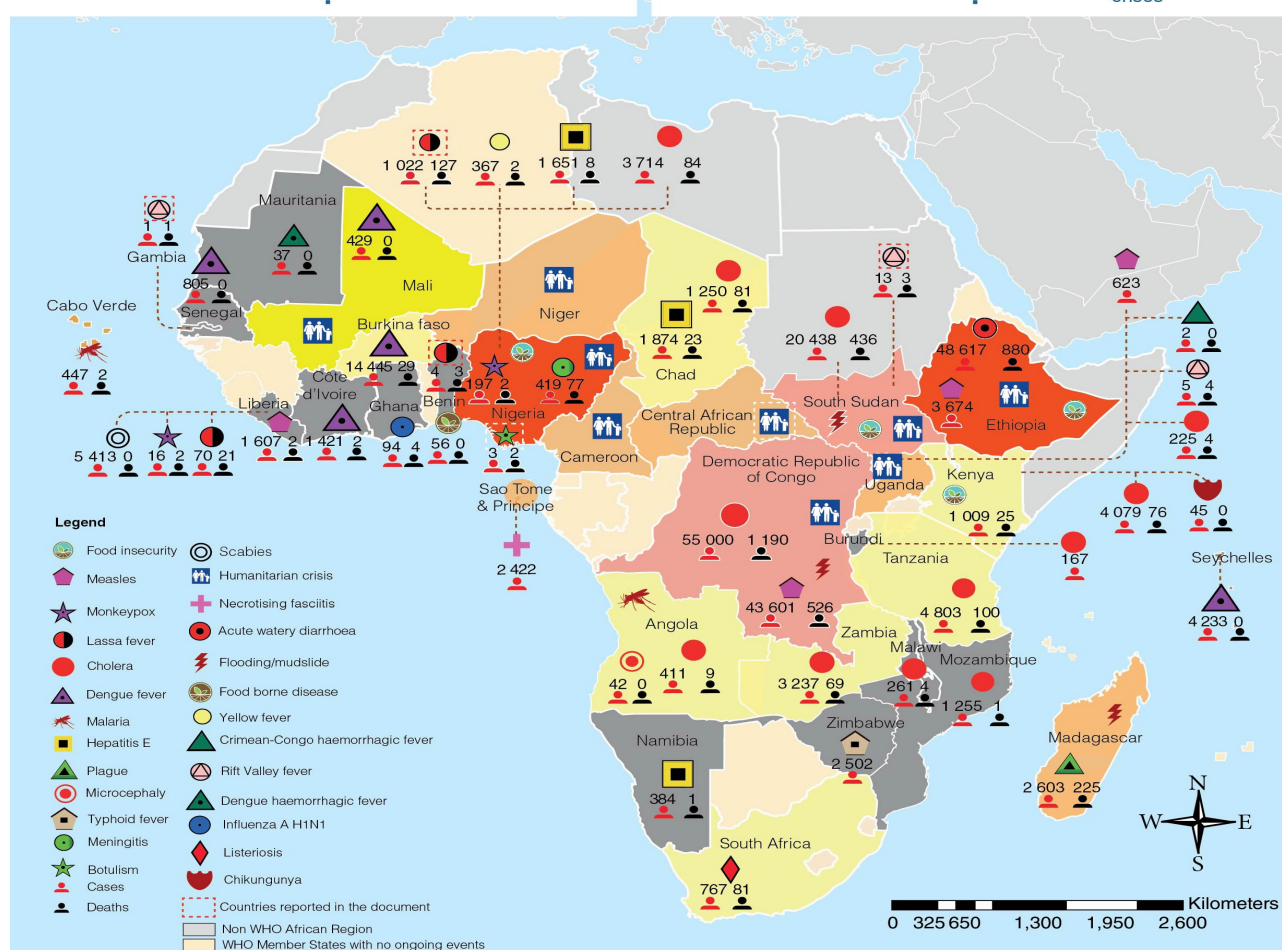 1 022 127
367 2
1 651 8
3 714 84
Mauritania
37 0
1 1
Gambia
429 0
Mali
805 0
Senegal
Cabo Verde
447 2
Niger
1 250 81
1 874 23
Chad
13 3
20 438 436
623
2 0
5 4
225 4
48 617 880
3 674
Ethiopia
Burkina faso
14 445 29
4 3
Benin
197 2
419 77
Nigeria
Côte
d'Ivoire
Ghana
Liberia
1 607 2
1 421 2
94 4
56 0
3 2
5 413 0
16 2
70 21
Cameroon
Central African
Republic
South Sudan
Democratic Republic
of Congo
Uganda
Kenya
1 009 25
4 079 76
45 0
Sao Tome
& Principe
2 422
55 000 1 190
Burundi
167
Tanzania
4 803 100
Seychelles
4 233 0
43 601 526
Angola
42 0
411 9
Zambia
3 237 69
Malawi
261 4
Mozambique
1 255 1
Zimbabwe
2 502
Namibia
384 1
Madagascar
2 603 225
South Africa
767 81
Legend
Food insecurity
Measles
Monkeypox
Lassa fever
Cholera
Dengue fever
Malaria
Hepatitis E
Plague
Microcephaly
Typhoid fever
Meningitis
Botulism
Cases
Deaths
Scabies
Humanitarian crisis
Necrotising fasciitis
Acute watery diarrhoea
Flooding/mudslide
Food borne disease
Yellow fever
Crimean-Congo haemorrhagic fever
Rift Valley fever
Dengue haemorrhagic fever
Influenza A H1N1
Listeriosis
Chikungunya
Countries reported in the document
Non WHO African Region
WHO Member States with no ongoing events
N
W E
S
Kilometers
0 325 650 1,300 1,950 2,600